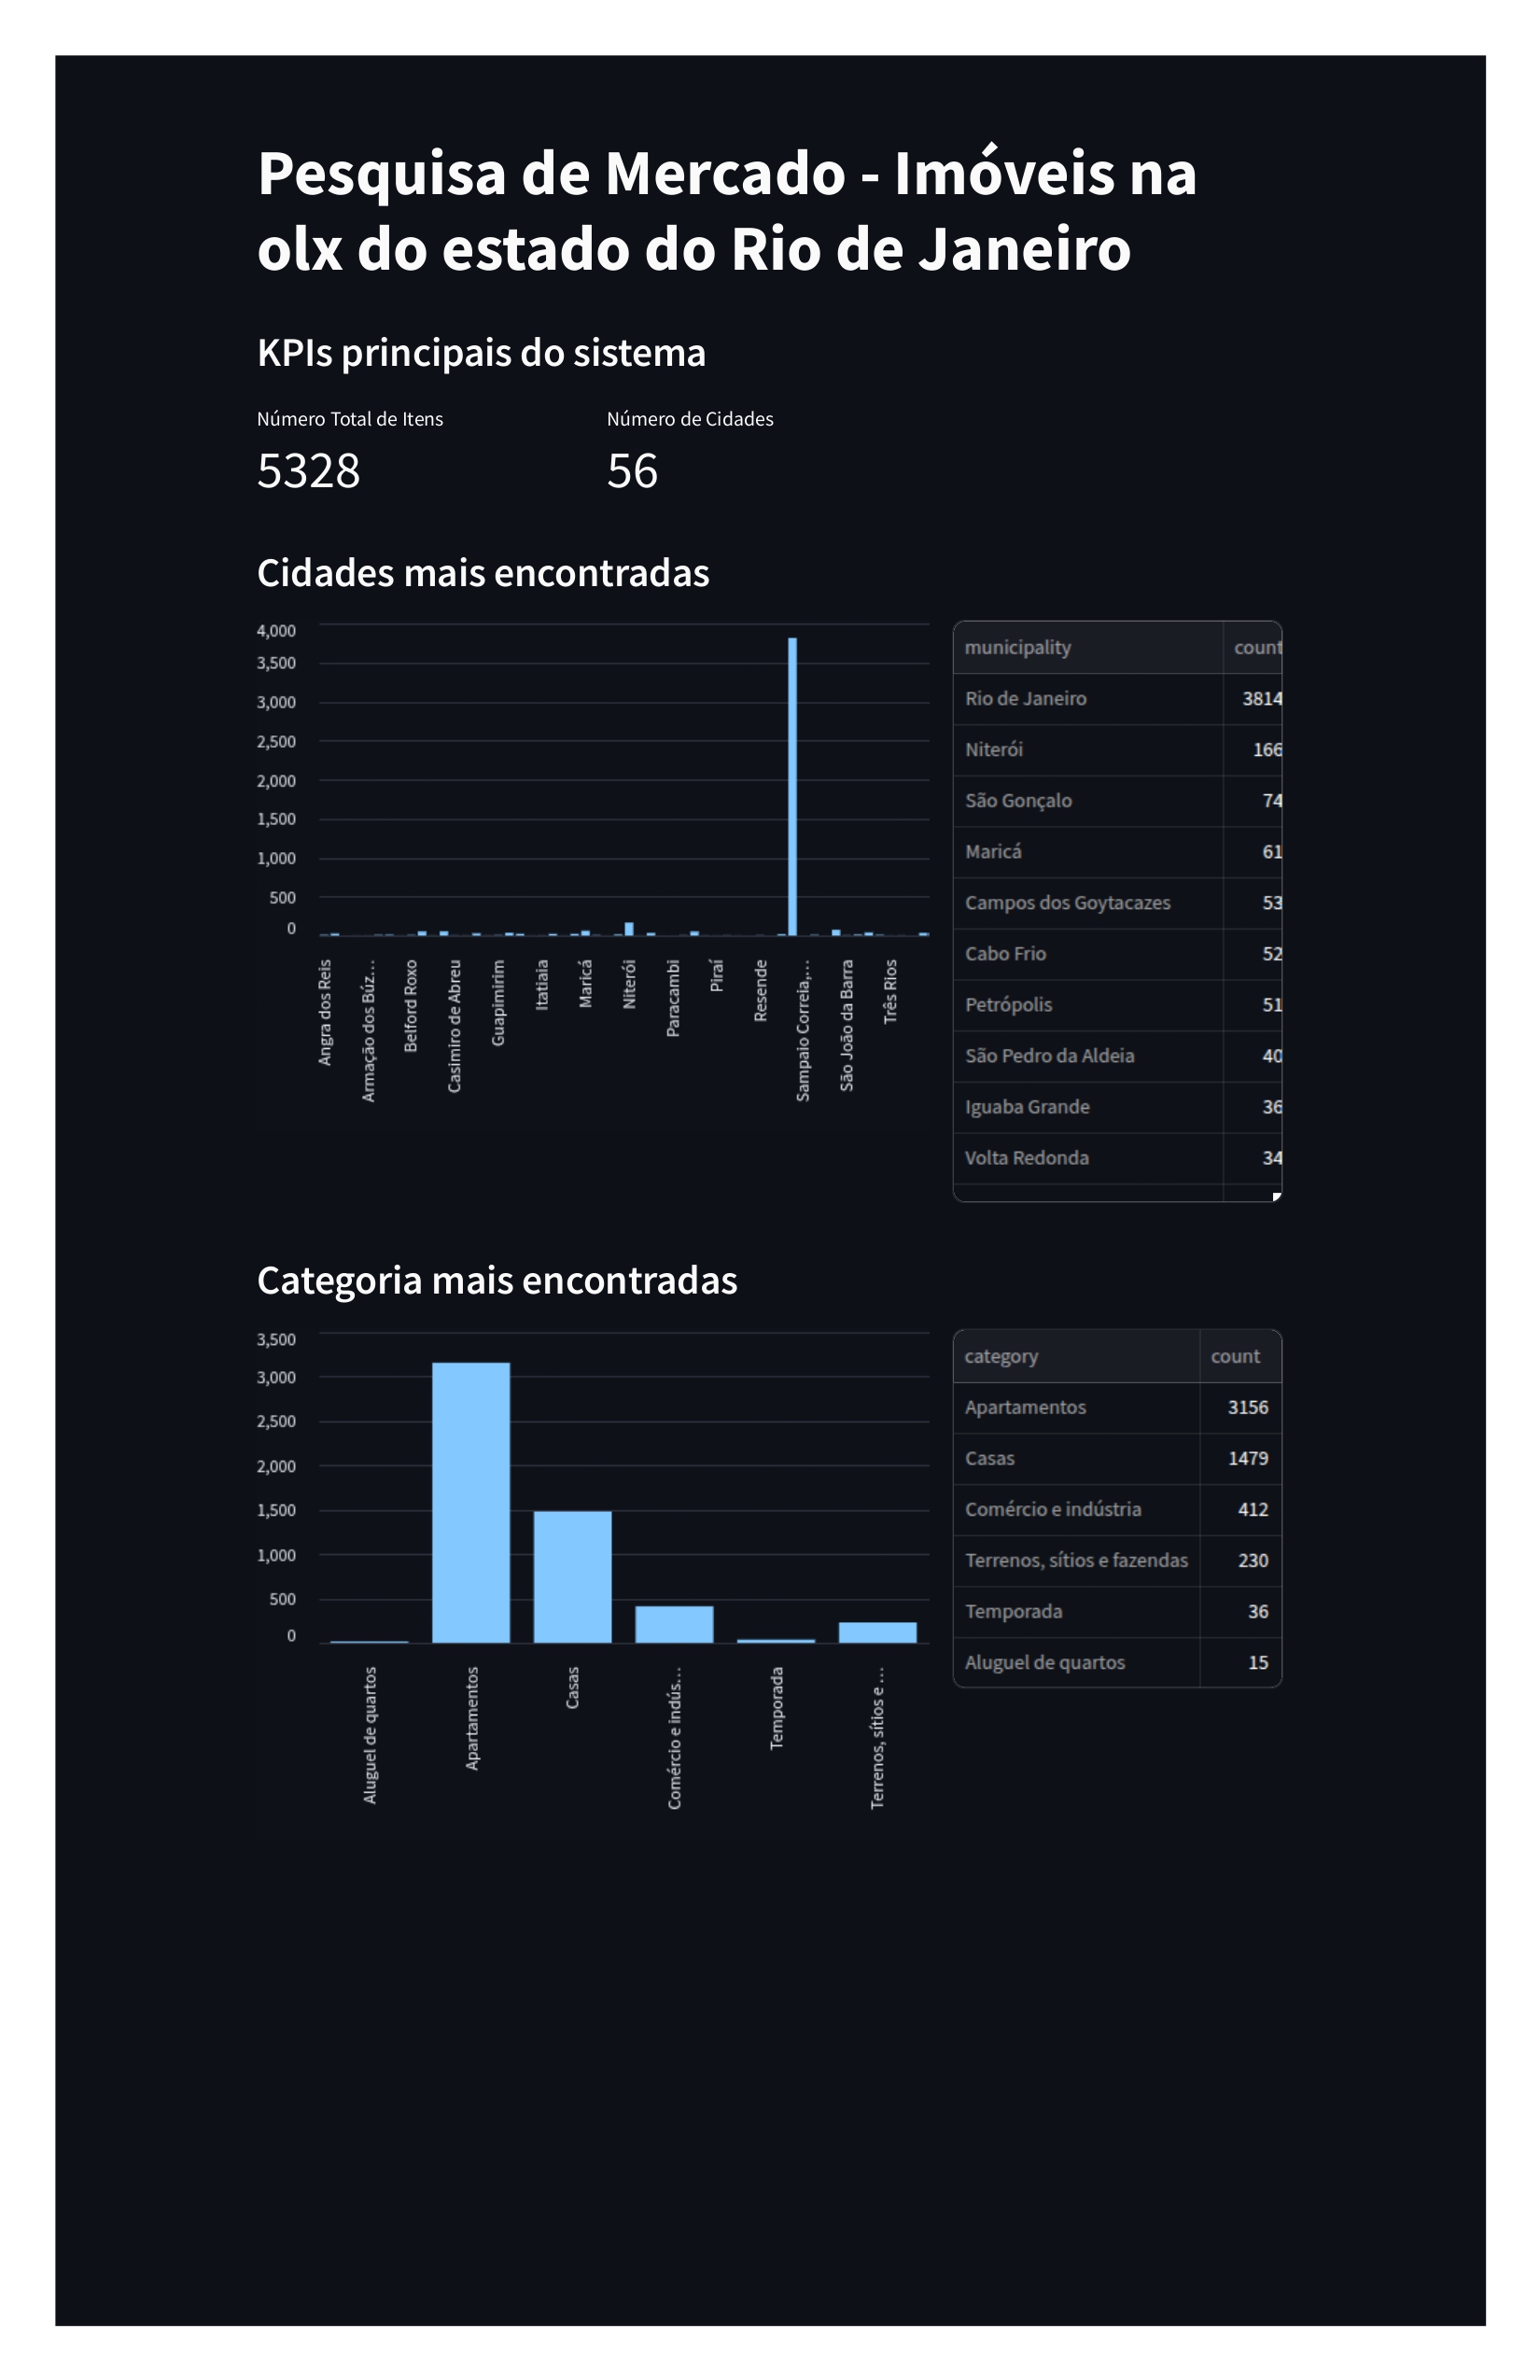 Pesquisa de Mercado - Imóveis na
olx do estado do Rio de Janeiro
KPIs principais do sistema
Número Total de Itens
5328
Número de Cidades
56
Cidades mais encontradas
4,000
3,500
3,000
2,500
2,000
1,500
1,000
500
0
Angra dos Reis
Armação dos Búz…
Belford Roxo
Casimiro de Abreu
Guapimirim
Itatiaia
Maricá
Niterói
Paracambi
Piraí
Resende
Sampaio Correia,…
São João da Barra
Três Rios
municipality count
Rio de Janeiro 3814
Niterói 166
São Gonçalo 74
Maricá 61
Campos dos Goytacazes 53
Cabo Frio 52
Petrópolis 51
São Pedro da Aldeia 40
Iguaba Grande 36
Volta Redonda 34
Categoria mais encontradas
3,500
3,000
2,500
2,000
1,500
1,000
500
0
Aluguel de quartos
Apartamentos
Casas
Comércio e indús…
Temporada
Terrenos, sítios e …
category count
Apartamentos 3156
Casas 1479
Comércio e indústria 412
Terrenos, sítios e fazendas 230
Temporada 36
Aluguel de quartos 15